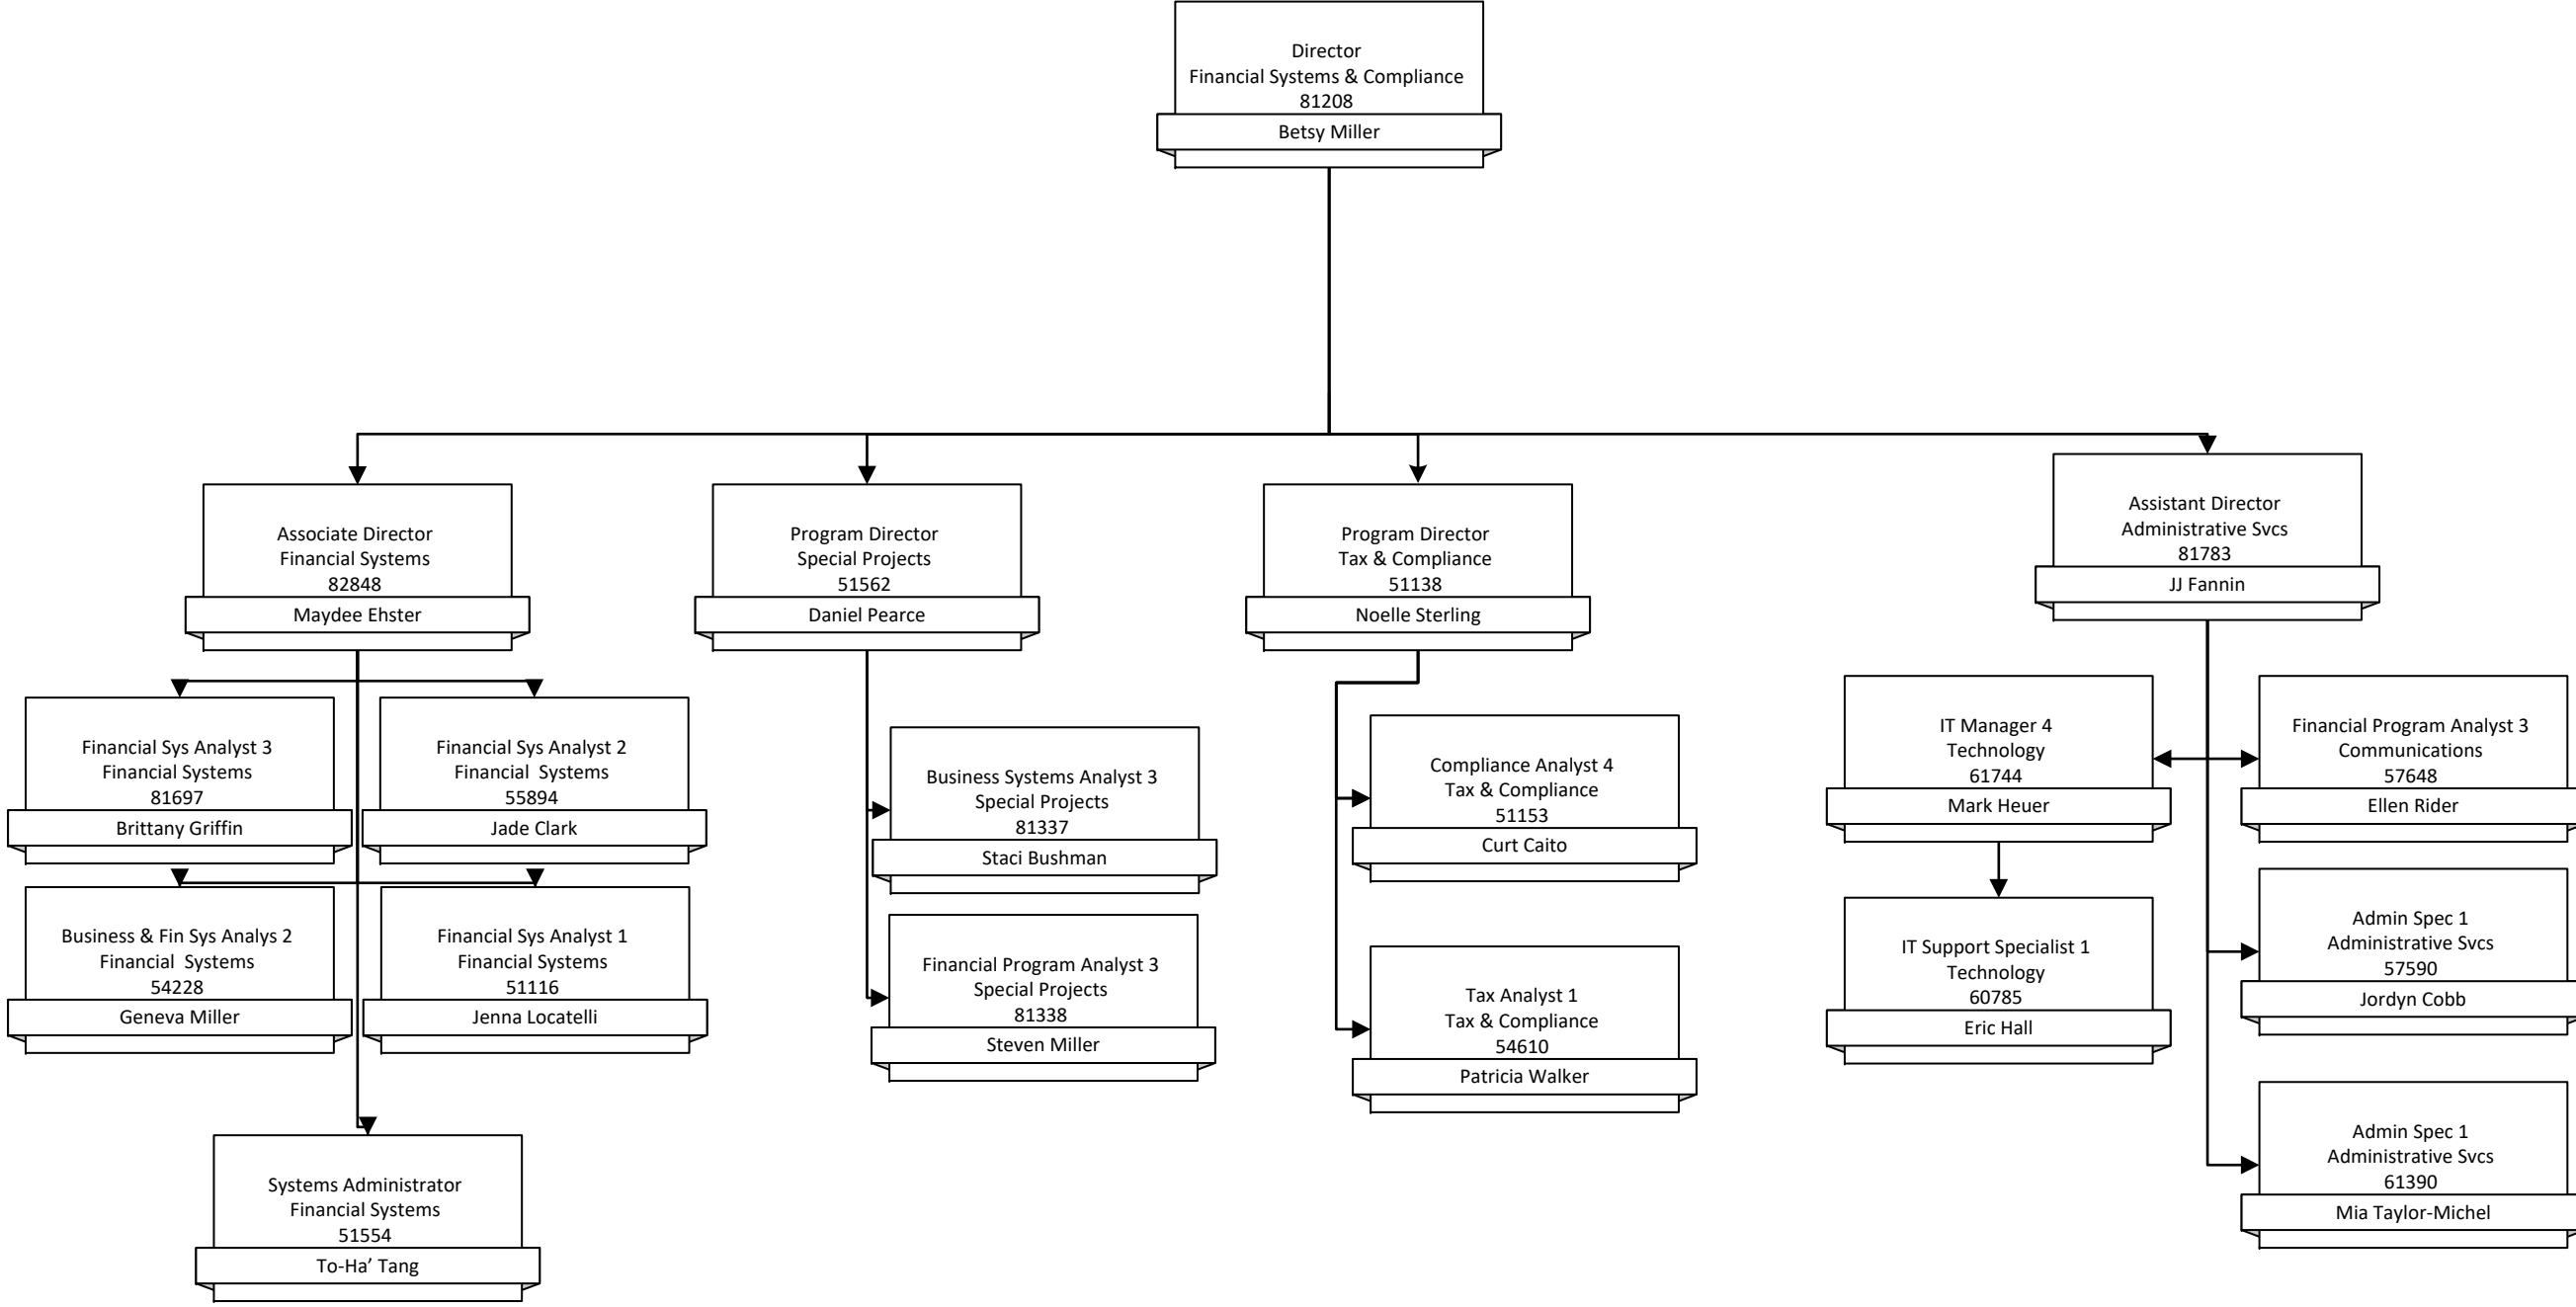 Director
Financial Systems & Compliance
81208
Betsy Miller
Associate Director
Financial Systems
82848
Maydee Ehster
Program Director
Special Projects
51562
Daniel Pearce
Program Director
Tax & Compliance
51138
Noelle Sterling
Assistant Director
Administrative Svcs
81783
JJ Fannin
Financial Sys Analyst 3
Financial Systems
81697
Brittany Griffin
Financial Sys Analyst 2
Financial  Systems
55894
Jade Clark
Business & Fin Sys Analys 2
Financial  Systems
54228
Geneva Miller
Financial Sys Analyst 1
Financial Systems
51116
Jenna Locatelli
Systems Administrator
Financial Systems
51554
To-Ha’ Tang
Business Systems Analyst 3
Special Projects
81337
Staci Bushman
Financial Program Analyst 3
Special Projects
81338
Steven Miller
Compliance Analyst 4
Tax & Compliance
51153
Curt Caito
Tax Analyst 1
Tax & Compliance
54610
Patricia Walker
IT Manager 4
Technology
61744
Mark Heuer
IT Support Specialist 1
Technology
60785
Eric Hall
Financial Program Analyst 3
Communications
57648
Ellen Rider
Admin Spec 1
Administrative Svcs
57590
Jordyn Cobb
Admin Spec 1
Administrative Svcs
61390
Mia Taylor-Michel